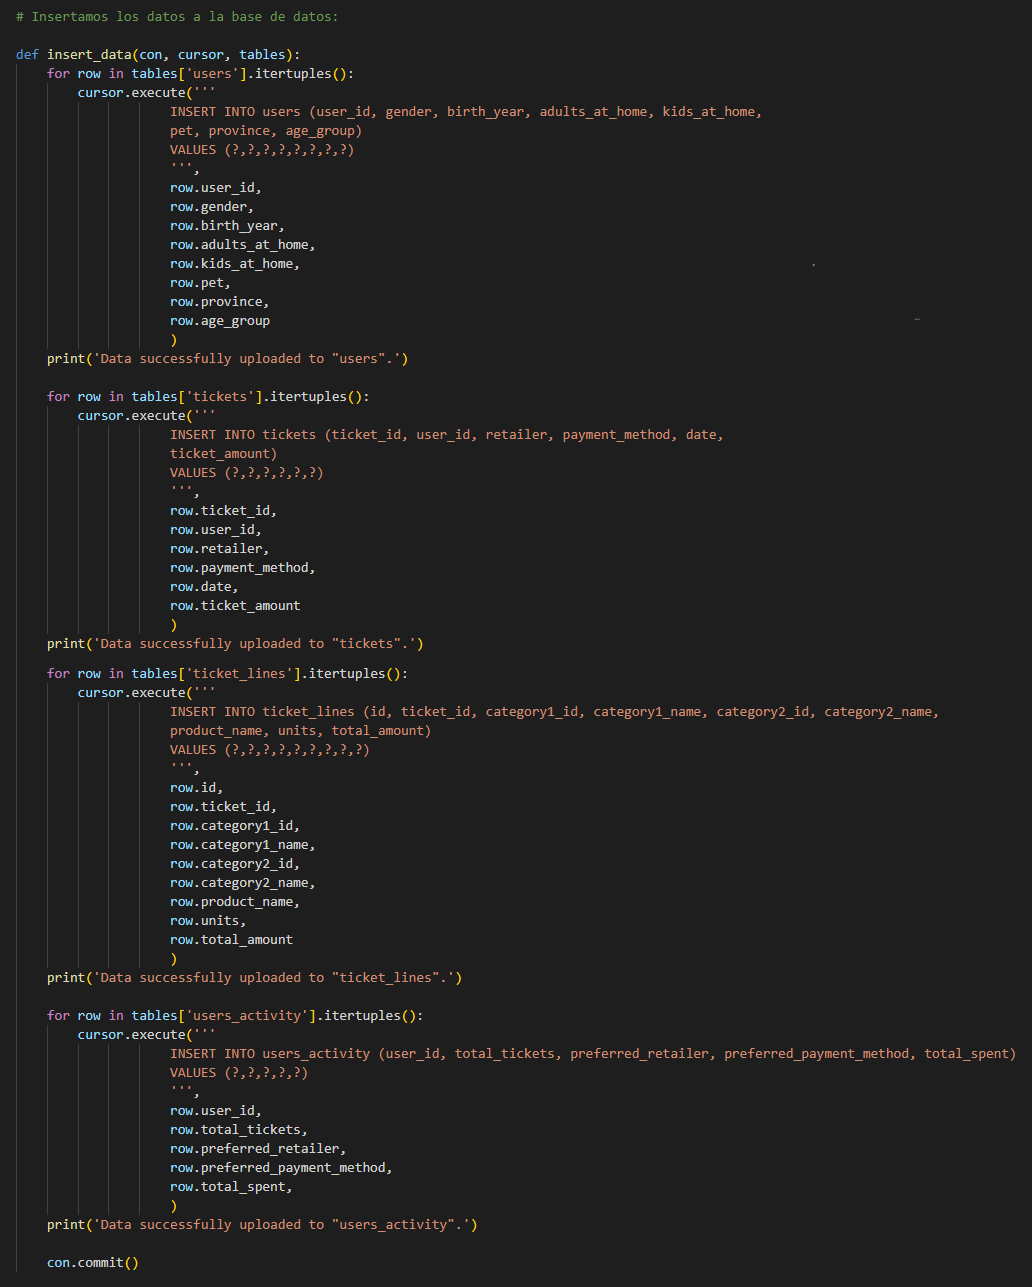 # Insertamos los datos a la base de datos:
def insert_data(con, cursor, tables):
    for row in tables['users'].itertuples():
        cursor.execute('''
                    INSERT INTO users (user_id, gender, birth_year, adults_at_home, kids_at_home,
                    pet, province, age_group)
                    VALUES (?,?,?,?,?,?,?,?)
                    ''',
                    row.user_id,
                    row.gender,
                    row.birth_year,
                    row.adults_at_home,
                    row.kids_at_home,
                    row.pet,
                    row.province,
                    row.age_group
                    )
    print('Data successfully uploaded to "users".')
    for row in tables['tickets'].itertuples():
        cursor.execute('''
                    INSERT INTO tickets (ticket_id, user_id, retailer, payment_method, date,
                    ticket_amount)
                    VALUES (?,?,?,?,?,?)
                    ''',
                    row.ticket_id,
                    row.user_id,
                    row.retailer,
                    row.payment_method,
                    row.date,
                    row.ticket_amount
                    )
    print('Data successfully uploaded to "tickets".')
    for row in tables['ticket_lines'].itertuples():
        cursor.execute('''
                    INSERT INTO ticket_lines (id, ticket_id, category1_id, category1_name, category2_id, category2_name,
                    product_name, units, total_amount)
                    VALUES (?,?,?,?,?,?,?,?,?)
                    ''',
                    row.id,
                    row.ticket_id,
                    row.category1_id,
                    row.category1_name,
                    row.category2_id,
                    row.category2_name,
                    row.product_name,
                    row.units,
                    row.total_amount
                    )
    print('Data successfully uploaded to "ticket_lines".')
    for row in tables['users_activity'].itertuples():
        cursor.execute('''
                    INSERT INTO users_activity (user_id, total_tickets, preferred_retailer, preferred_payment_method, total_spent)
                    VALUES (?,?,?,?,?)
                    ''',
                    row.user_id,
                    row.total_tickets,
                    row.preferred_retailer,
                    row.preferred_payment_method,
                    row.total_spent,
                    )
    print('Data successfully uploaded to "users_activity".')
    con.commit()